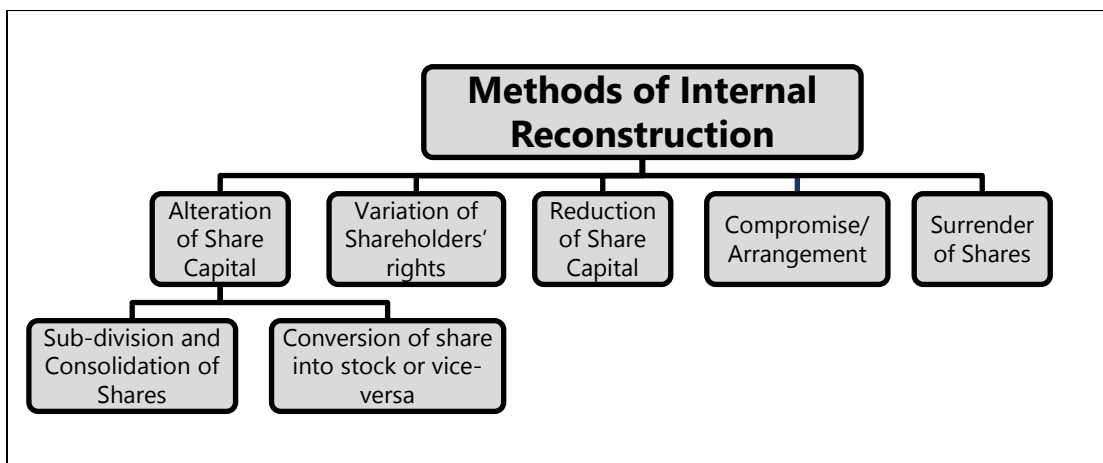 Methods of Internal
Reconstruction
Alteration
of Share
Capital
Variation of
Shareholders’
rights
Reduction
of Share
Capital
Compromise/
Arrangement
Surrender
of Shares
Sub-division and
Consolidation of
Shares
Conversion of share
into stock or vice-
versa